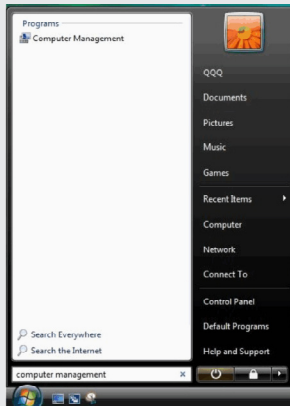 Programs
Computer Management
Search Everywhere
Search the Internet
computer management
QQQ
Documents
Pictures
Music
Games
Recent Items
Computer
Network
Connect To
Control Panel
Default Programs
Help and Support